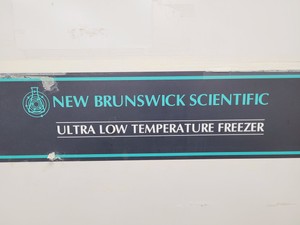 NEW BRUNSWICK SCIENTIFIC
ULTRA LOW TEMPERATURE FREEZER